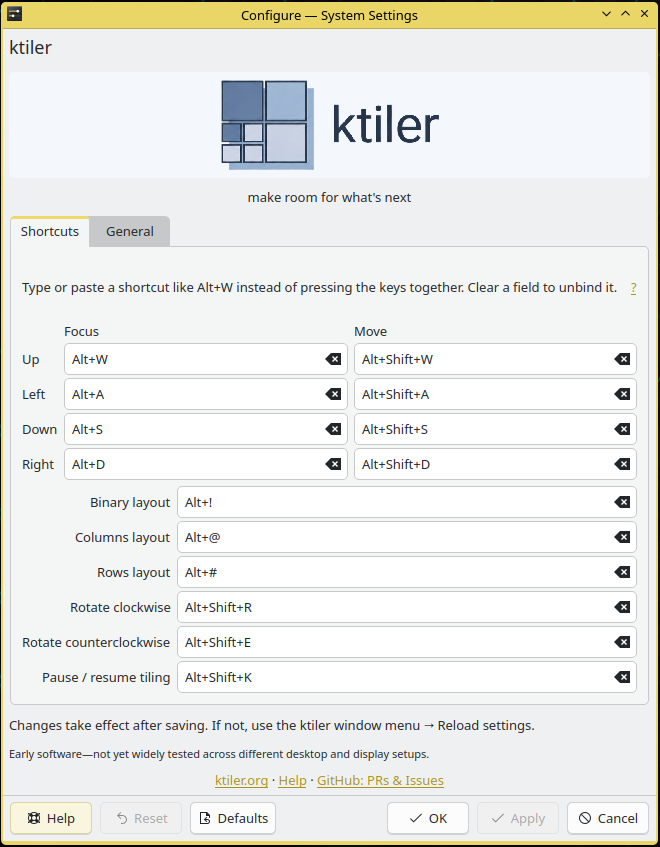 Configure — System Settings
ktiler
ktiler
make room for what's next
Shortcuts General
Type or paste a shortcut like Alt+W instead of pressing the keys together. Clear a field to unbind it. ?
Focus Move
Up Alt+W Alt+Shift+W
Left Alt+A Alt+Shift+A
Down Alt+S Alt+Shift+S
Right Alt+D Alt+Shift+D
Binary layout Alt+!
Columns layout Alt+@
Rows layout Alt+#
Rotate clockwise Alt+Shift+R
Rotate counterclockwise Alt+Shift+E
Pause / resume tiling Alt+Shift+K
Changes take effect after saving. If not, use the ktiler window menu → Reload settings.
Early software—not yet widely tested across different desktop and display setups.
ktiler.org · Help · GitHub: PRs & Issues
Help Reset Defaults OK Apply Cancel